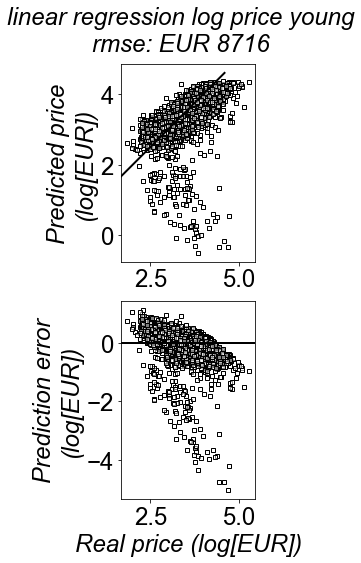 linear regression log price young
rmse: EUR 8716
Predicted price
(log[EUR])
4
2
0
2.5
5.0
Prediction error
(log[EUR])
0
−2
−4
2.5
5.0
Real price (log[EUR])